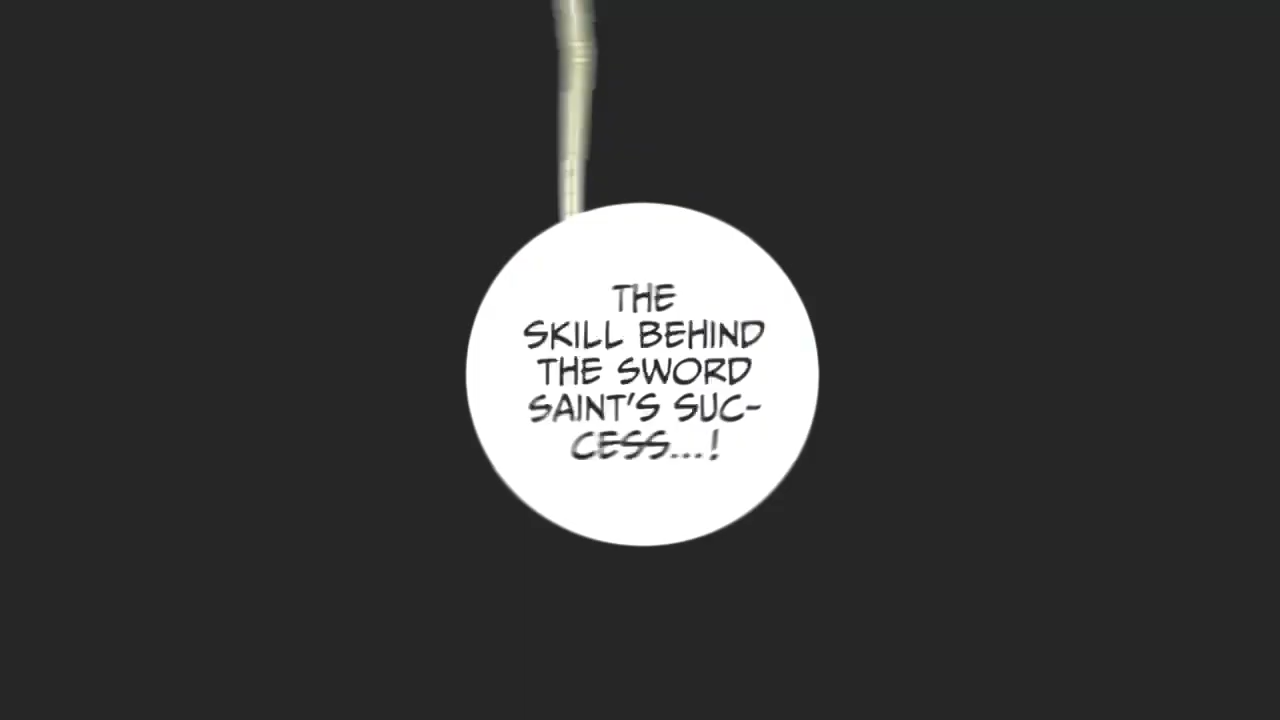 THE
SKILL BEHIND
THE SWORD
SAINT'S SUC-
CESS...!